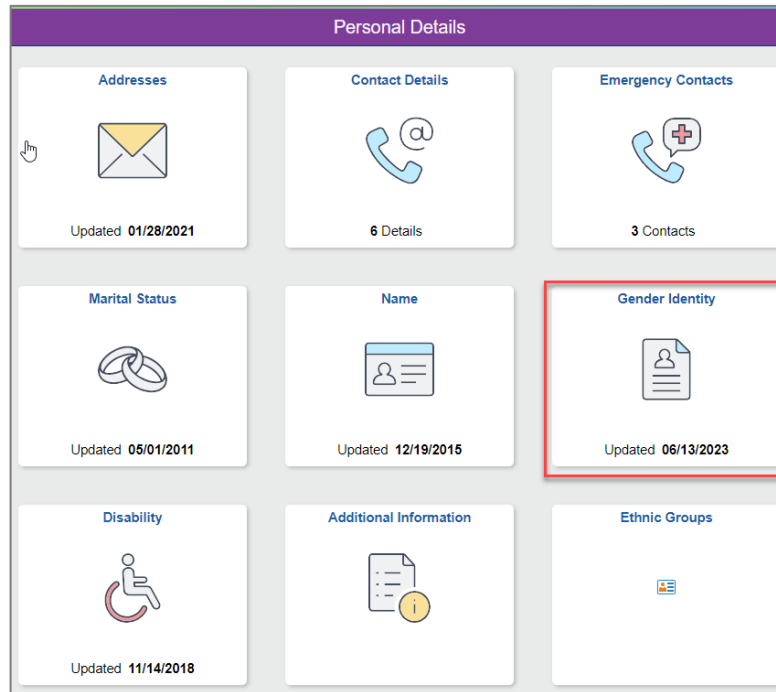 Personal Details
Addresses
Contact Details
Emergency Contacts
@
Updated 01/28/2021
6 Details
3 Contacts
Marital Status
Name
Gender Identity
Updated 05/01/2011
Updated 12/19/2015
Updated 06/13/2023
Disability
Additional Information
Ethnic Groups
i
Updated 11/14/2018